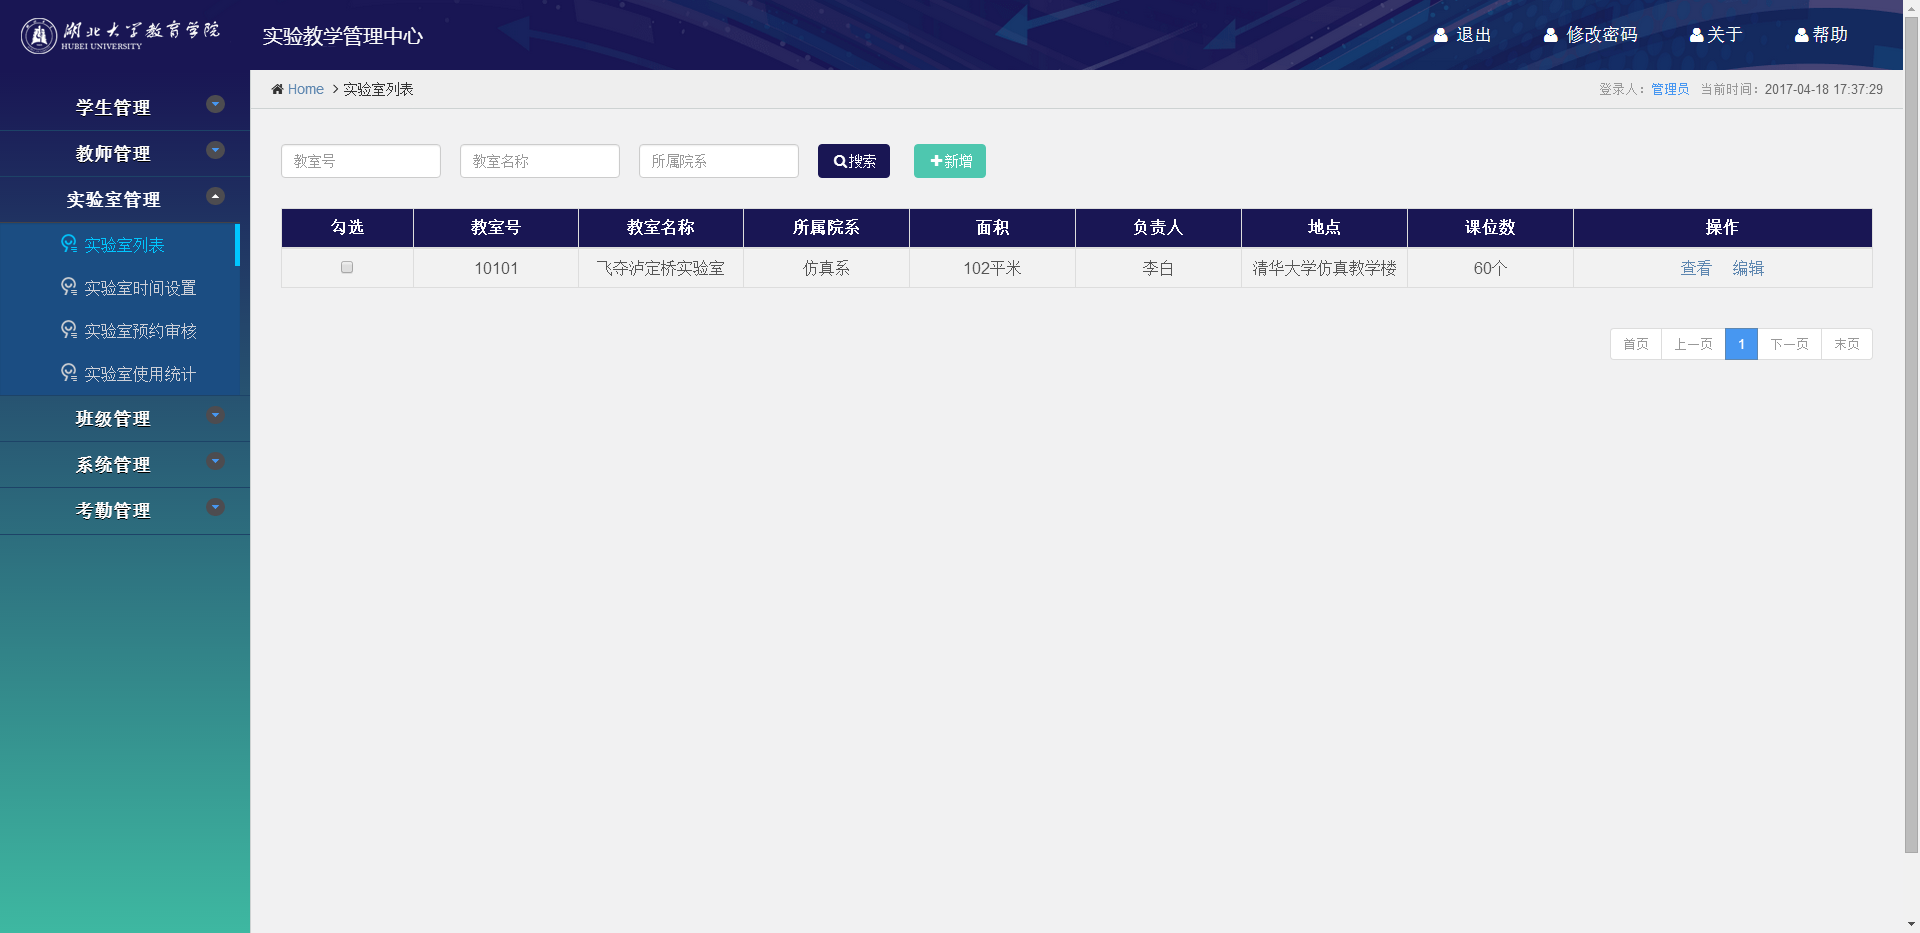 湖北大学教育学院
HUBEI UNIVERSITY
实验教学管理中心
退出
修改密码
关于
帮助
Home
实验室列表
登录人：管理员 当前时间：2017-04-18 17:37:29
学生管理
教师管理
实验室管理
实验室列表
实验室时间设置
实验室预约审核
实验室使用统计
班级管理
系统管理
考勤管理
教室号
教室名称
所属院系
搜索
新增
勾选 教室号 教室名称 所属院系 面积 负责人 地点 课位数 操作
10101 飞夺泸定桥实验室 仿真系 102平米 李白 清华大学仿真教学楼 60个 查看 编辑
首页 上一页 1 下一页 末页